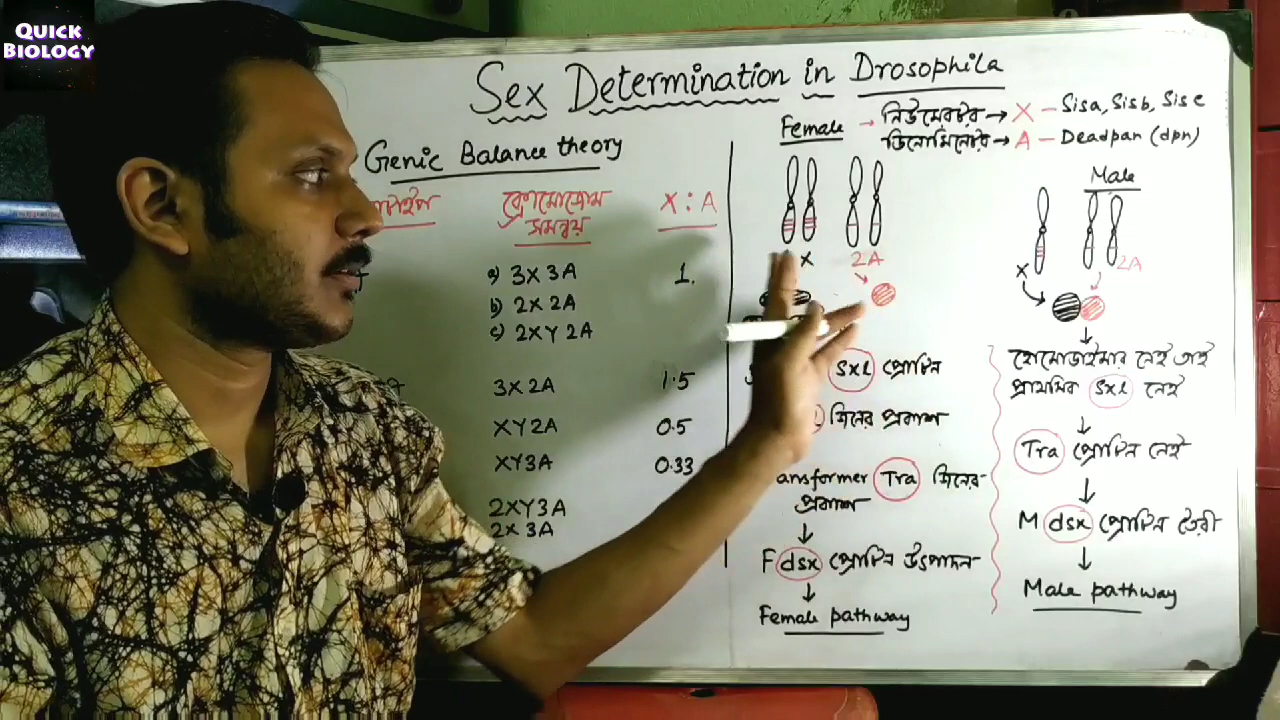 QUICK
BIOLOGY
Sex Determination in Drosophila
Genic Balance theory
ক্রোমোজোম
সমন্বয়
X : A
a) 3X 3A
1.
b) 2X 2A
c) 2XY 2A
3X 2A
1.5
XY2A
0.5
XY3A
0.33
2XY3A
2X 3A
Female → নিউমেরেটর → X – Sisa, Sisb, Sisc
ডিনোমিনেটর → A – Deadpan (dpn)
X
2A
Sxl প্রোটিন
জিনের প্রকাশ
ansformer Tra জিনের
প্রকাশ
F dsx প্রোটিন উৎপাদন
Female pathway
Male
X
2A
হোমোডাইমার নেই তাই
প্রাথমিক Sxl নেই
Tra প্রোটিন নেই
M dsx প্রোটিন তৈরী
Male pathway